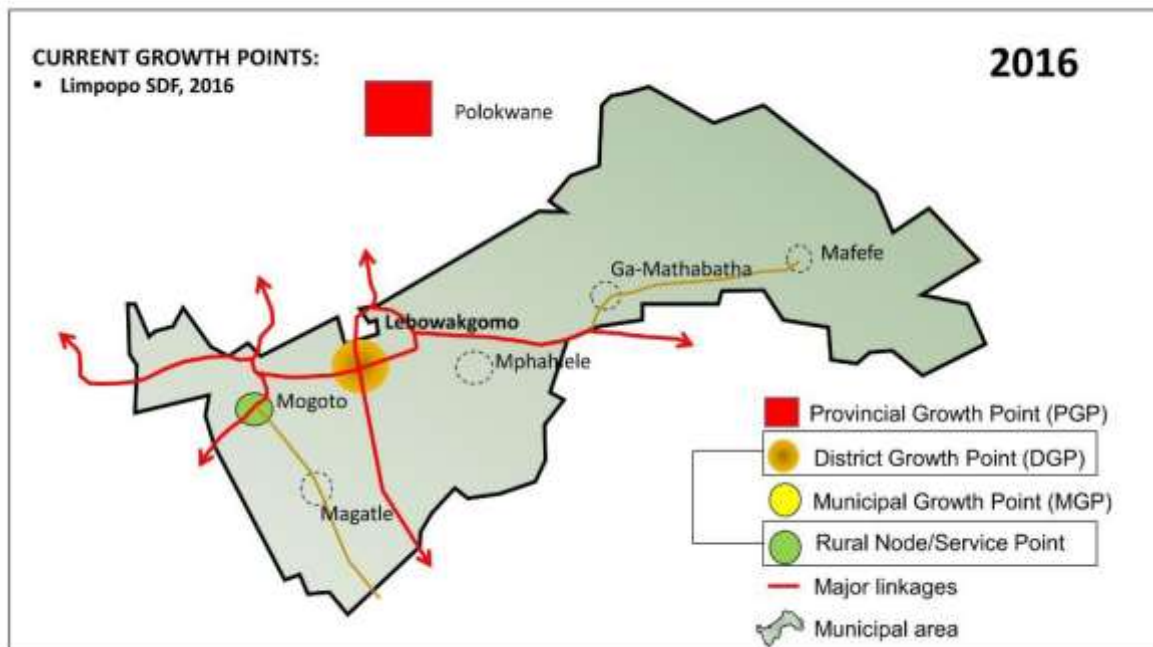 CURRENT GROWTH POINTS:
▪ Limpopo SDF, 2016
2016
Polokwane
Mafefe
Ga-Mathabatha
Lebowakgomo
Mphahlele
Mogoto
Magatle
Provincial Growth Point (PGP)
District Growth Point (DGP)
Municipal Growth Point (MGP)
Rural Node/Service Point
Major linkages
Municipal area